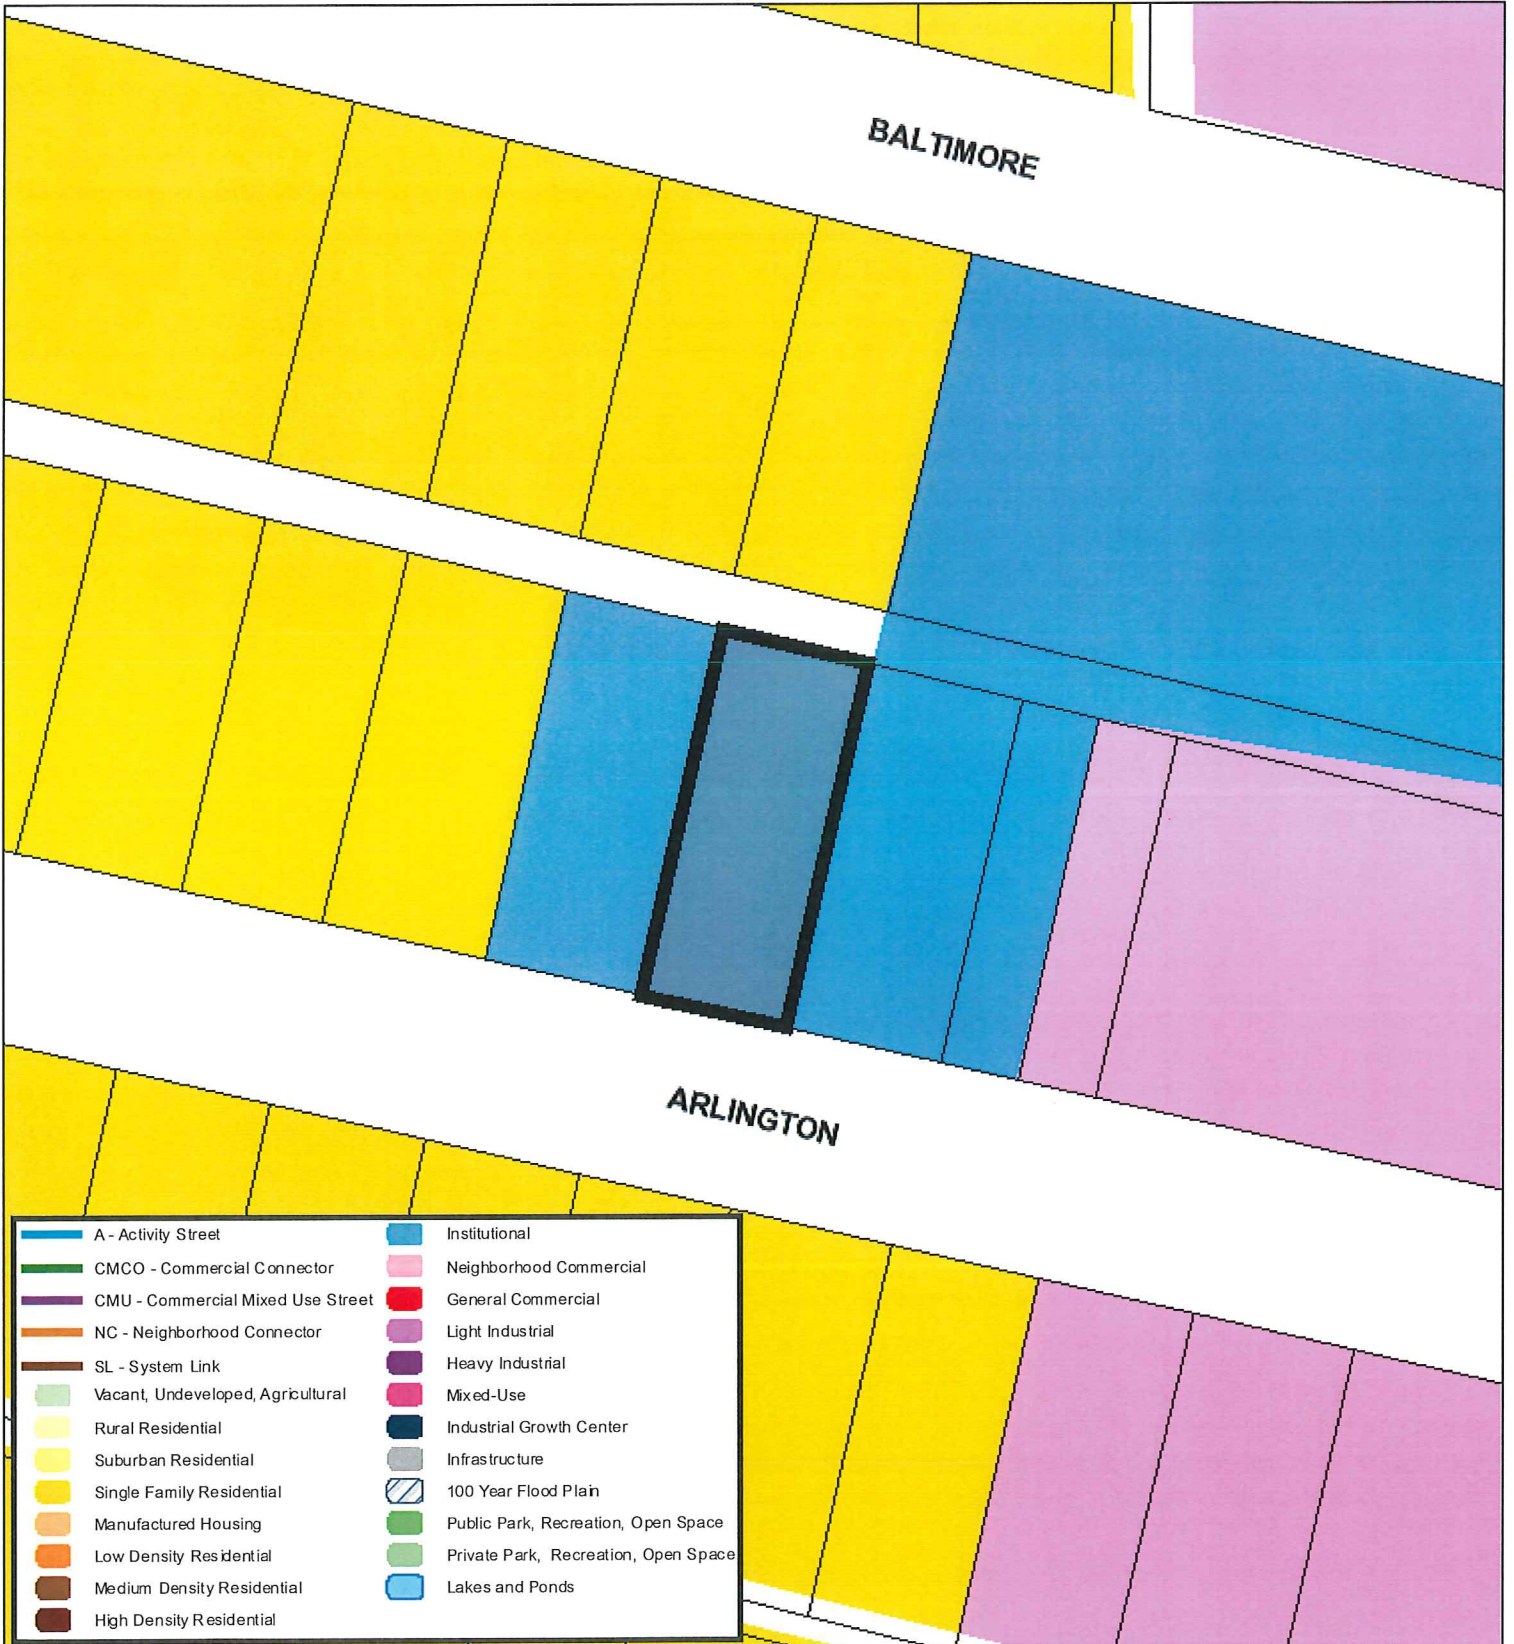 BALTIMORE
ARLINGTON
A - Activity Street
CMCO - Commercial Connector
CMU - Commercial Mixed Use Street
NC - Neighborhood Connector
SL - System Link
Vacant, Undeveloped, Agricultural
Rural Residential
Suburban Residential
Single Family Residential
Manufactured Housing
Low Density Residential
Medium Density Residential
High Density Residential
Institutional
Neighborhood Commercial
General Commercial
Light Industrial
Heavy Industrial
Mixed-Use
Industrial Growth Center
Infrastructure
100 Year Flood Plain
Public Park, Recreation, Open Space
Private Park, Recreation, Open Space
Lakes and Ponds